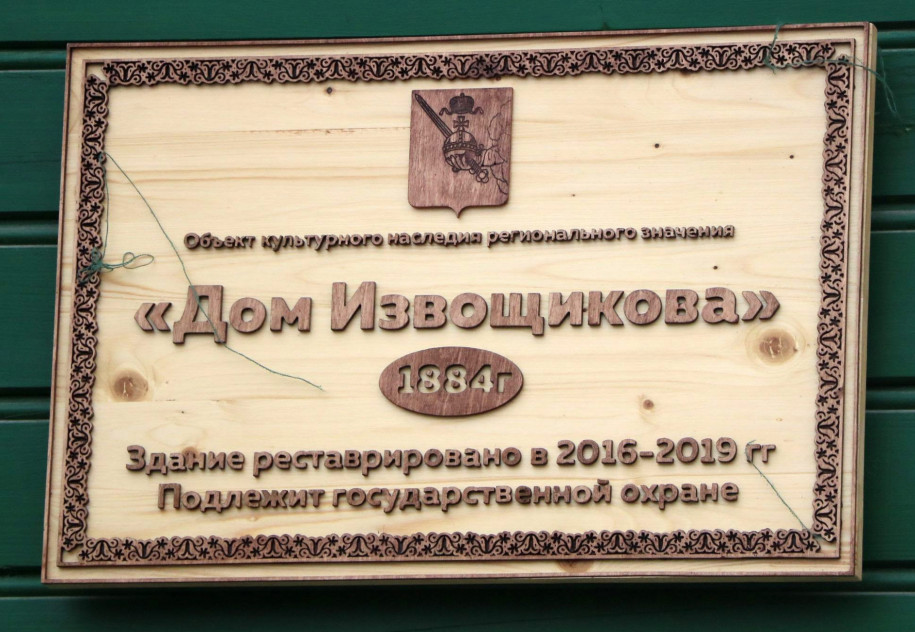 Объект культурного наследия регионального значения
«Дом Извощикова»
1884г
Здание реставрировано в 2016-2019 гг
Подлежит государственной охране